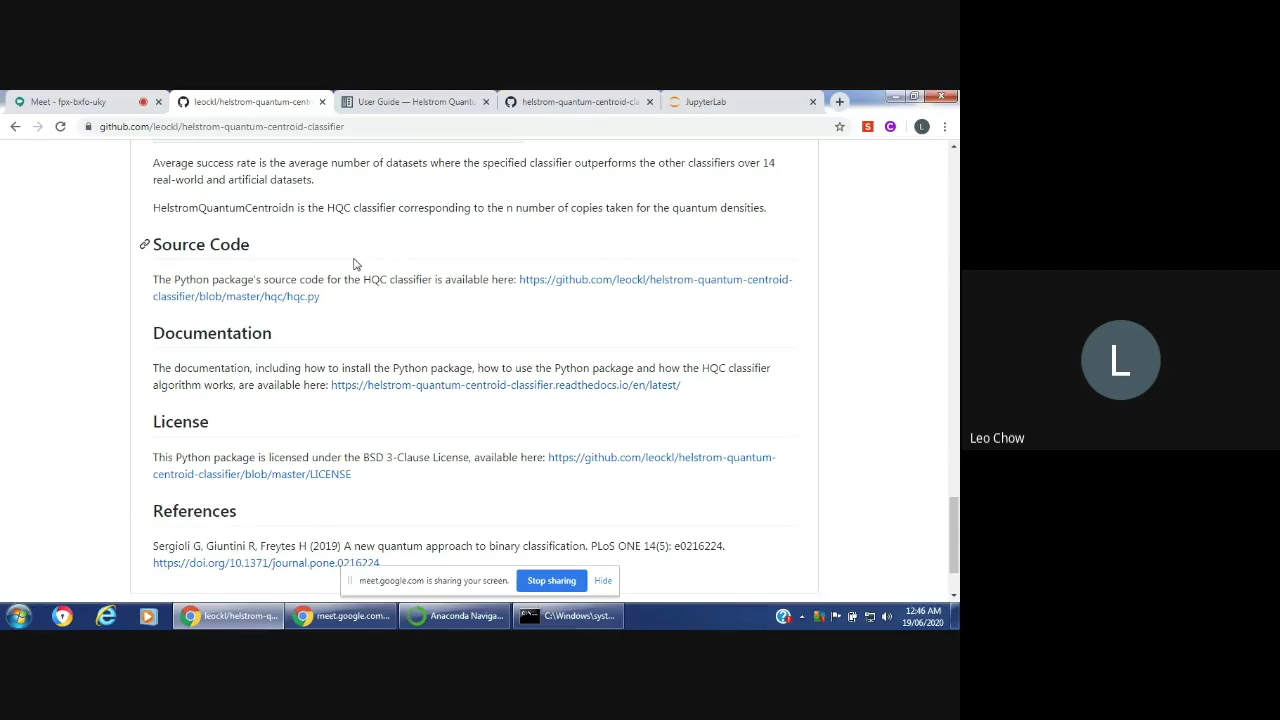 Meet - fpx-bxfo-uky
leockl/helstrom-quantum-cent
User Guide — Helstrom Quantu
helstrom-quantum-centroid-cla
JupyterLab
github.com/leockl/helstrom-quantum-centroid-classifier
S
C
L
Average success rate is the average number of datasets where the specified classifier outperforms the other classifiers over 14
real-world and artificial datasets.
HelstromQuantumCentroidn is the HQC classifier corresponding to the n number of copies taken for the quantum densities.
Source Code
The Python package's source code for the HQC classifier is available here: https://github.com/leockl/helstrom-quantum-centroid-
classifier/blob/master/hqc/hqc.py
Documentation
The documentation, including how to install the Python package, how to use the Python package and how the HQC classifier
algorithm works, are available here: https://helstrom-quantum-centroid-classifier.readthedocs.io/en/latest/
License
This Python package is licensed under the BSD 3-Clause License, available here: https://github.com/leockl/helstrom-quantum-
centroid-classifier/blob/master/LICENSE
References
Sergioli G, Giuntini R, Freytes H (2019) A new quantum approach to binary classification. PLoS ONE 14(5): e0216224.
https://doi.org/10.1371/journal.pone.0216224
meet.google.com is sharing your screen.
Stop sharing
Hide
leockl/helstrom-q...
meet.google.com...
Anaconda Naviga...
C:\Windows\syst...
12:46 AM
19/06/2020
L
Leo Chow